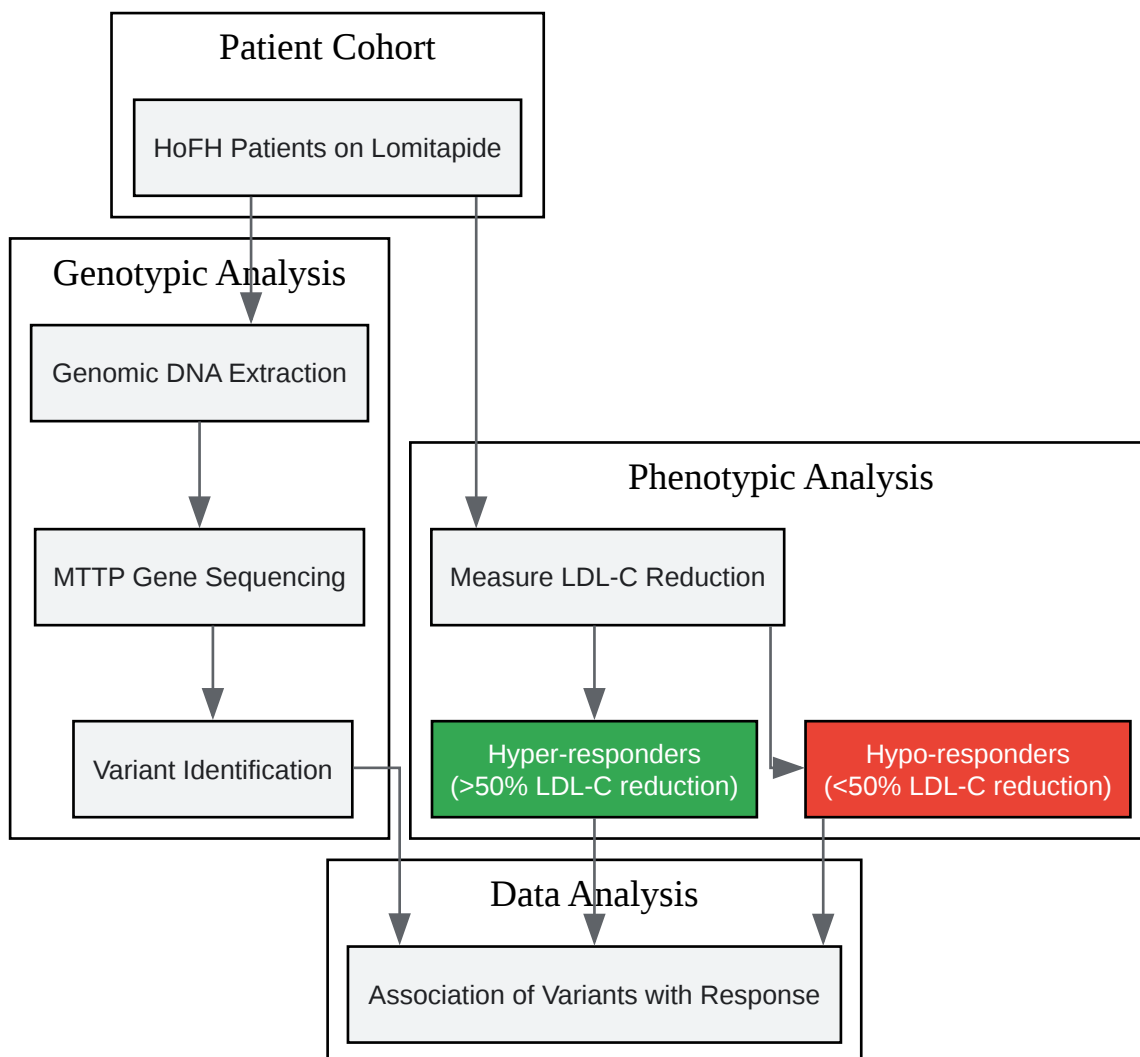 Patient Cohort
HoFH Patients on Lomitapide
Genotypic Analysis
Genomic DNA Extraction
MTTP Gene Sequencing
Variant Identification
Phenotypic Analysis
Measure LDL-C Reduction
Hyper-responders
(>50% LDL-C reduction)
Hypo-responders
(<50% LDL-C reduction)
Data Analysis
Association of Variants with Response